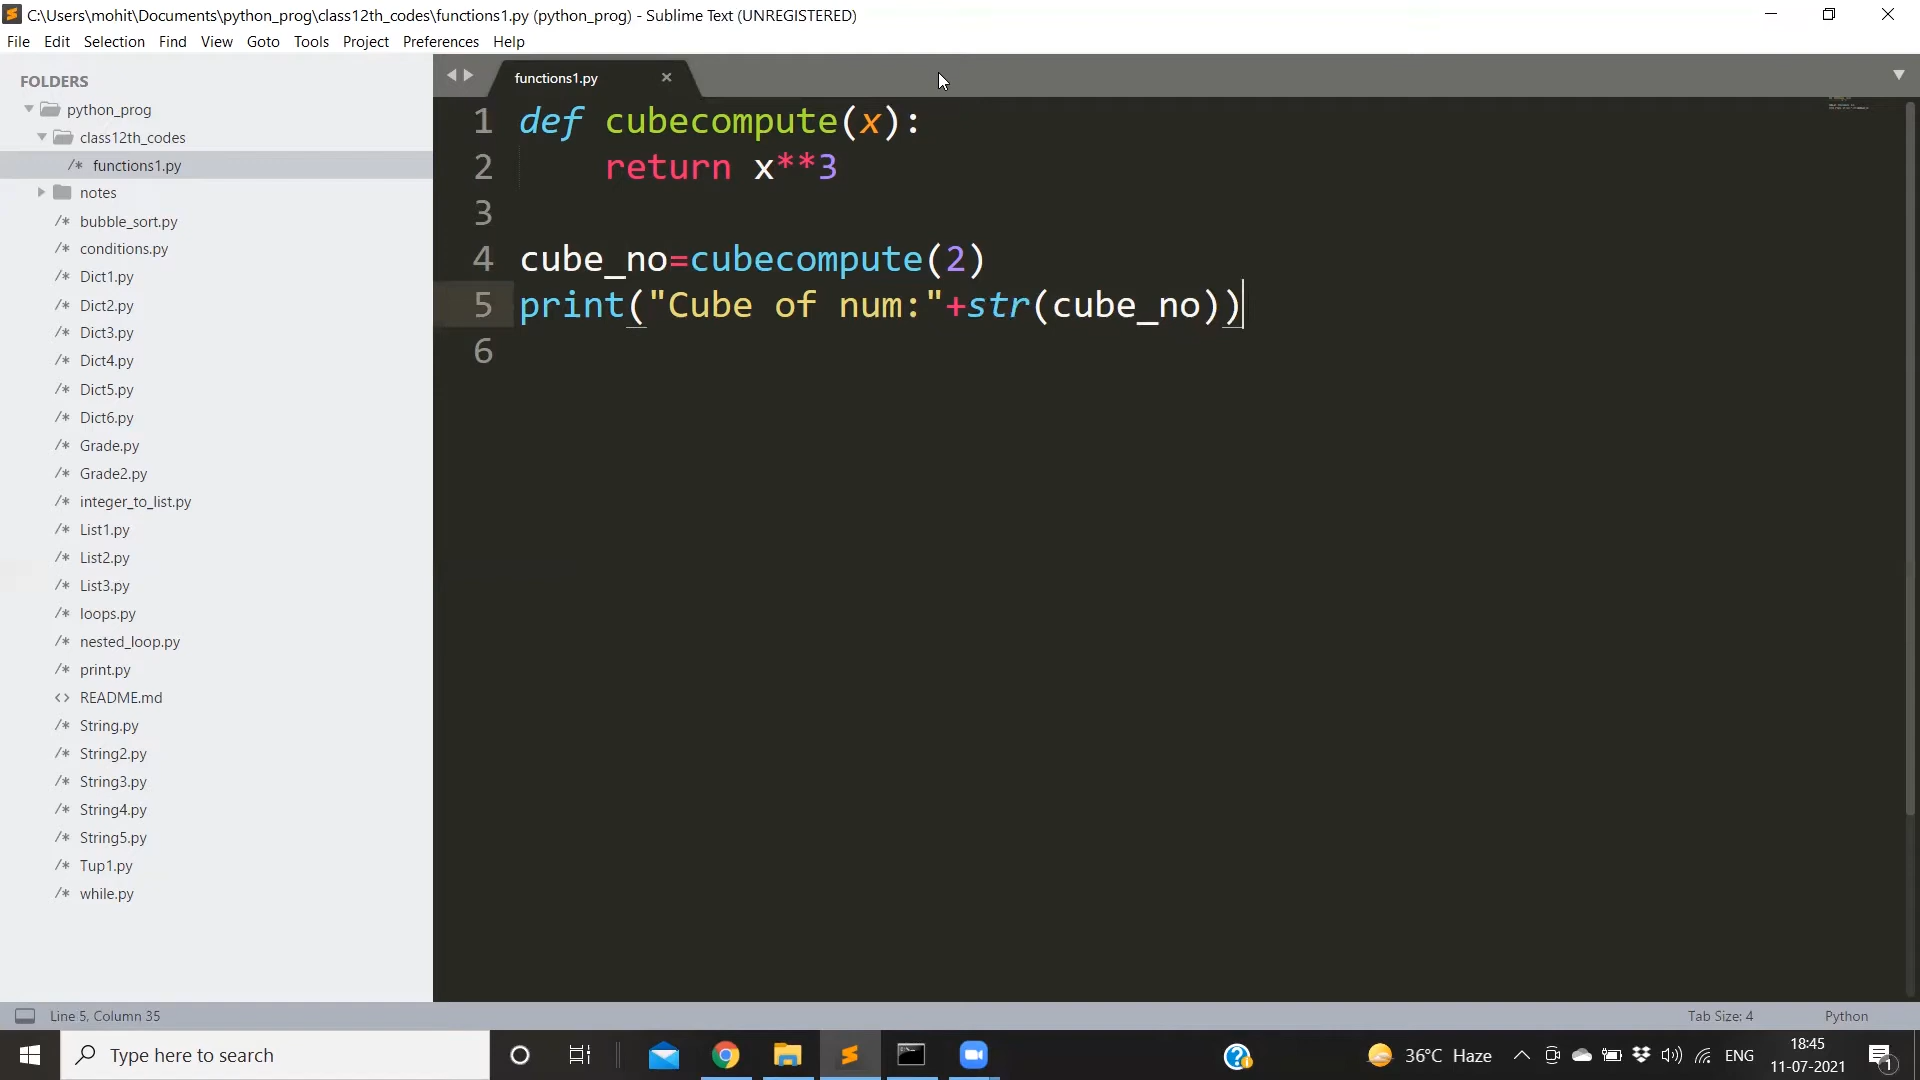 C:\Users\mohit\Documents\python_prog\class12th_codes\functions1.py (python_prog) - Sublime Text (UNREGISTERED)
File Edit Selection Find View Goto Tools Project Preferences Help
FOLDERS
python_prog
class12th_codes
/* functions1.py
notes
/* bubble_sort.py
/* conditions.py
/* Dict1.py
/* Dict2.py
/* Dict3.py
/* Dict4.py
/* Dict5.py
/* Dict6.py
/* Grade.py
/* Grade2.py
/* integer_to_list.py
/* List1.py
/* List2.py
/* List3.py
/* loops.py
/* nested_loop.py
/* print.py
<> README.md
/* String.py
/* String2.py
/* String3.py
/* String4.py
/* String5.py
/* Tup1.py
/* while.py
functions1.py
1 def cubecompute(x):
2 return x**3
3
4 cube_no=cubecompute(2)
5 print("Cube of num:"+str(cube_no))
6
Line 5, Column 35
Tab Size: 4
Python
Type here to search
36°C Haze
ENG
18:45
11-07-2021
1